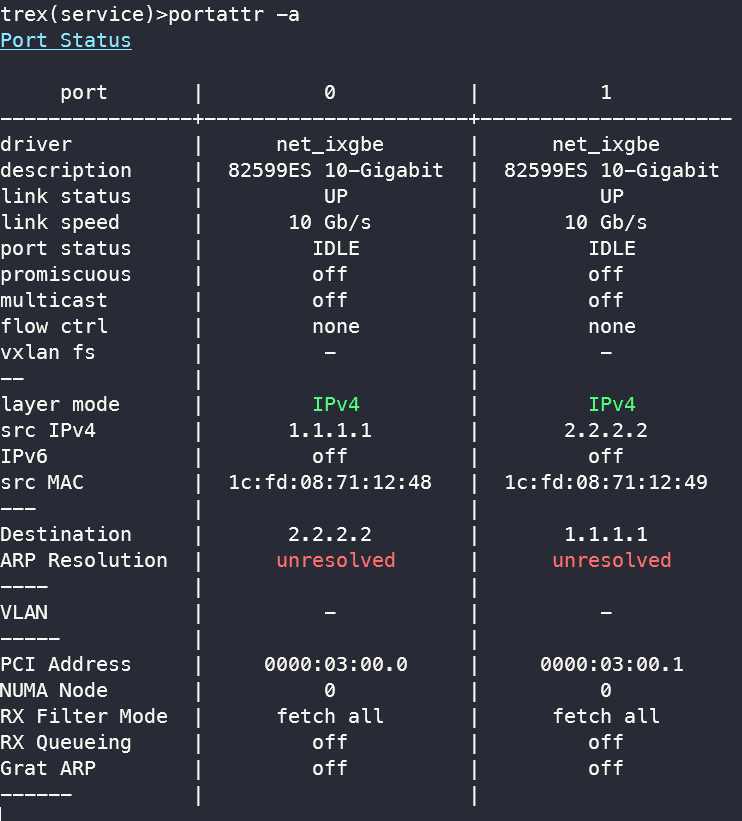 trex(service)>portattr -a
Port Status
port | 0 | 1
----------------+----------------------+---------------------
driver | net_ixgbe | net_ixgbe
description | 82599ES 10-Gigabit | 82599ES 10-Gigabit
link status | UP | UP
link speed | 10 Gb/s | 10 Gb/s
port status | IDLE | IDLE
promiscuous | off | off
multicast | off | off
flow ctrl | none | none
vxlan fs | - | -
-- | |
layer mode | IPv4 | IPv4
src IPv4 | 1.1.1.1 | 2.2.2.2
IPv6 | off | off
src MAC | 1c:fd:08:71:12:48 | 1c:fd:08:71:12:49
--- | |
Destination | 2.2.2.2 | 1.1.1.1
ARP Resolution | unresolved | unresolved
---- | |
VLAN | - | -
----- | |
PCI Address | 0000:03:00.0 | 0000:03:00.1
NUMA Node | 0 | 0
RX Filter Mode | fetch all | fetch all
RX Queueing | off | off
Grat ARP | off | off
------ | |